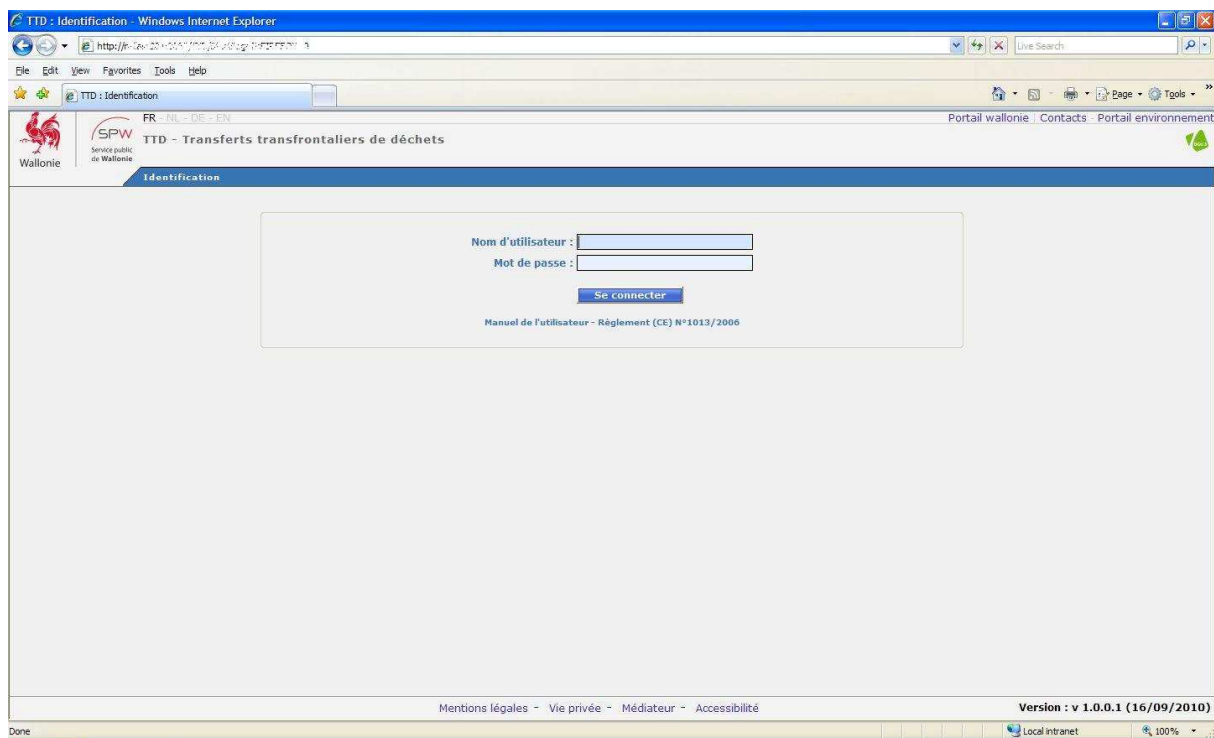 TTD : Identification - Windows Internet Explorer
http://
Live Search
File Edit View Favorites Tools Help
TTD : Identification
Page Tools »
FR - NL - DE - EN
Portail wallonie | Contacts - Portail environnement
SPW
Service public
de Wallonie
Wallonie
TTD - Transferts transfrontaliers de déchets
Identification
Nom d'utilisateur :
Mot de passe :
Se connecter
Manuel de l'utilisateur - Règlement (CE) N°1013/2006
Mentions légales - Vie privée - Médiateur - Accessibilité
Version : v 1.0.0.1 (16/09/2010)
Done
Local intranet
100%